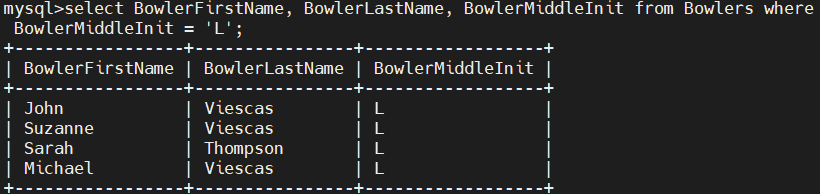 mysql>select BowlerFirstName, BowlerLastName, BowlerMiddleInit from Bowlers where
 BowlerMiddleInit = 'L';
+-----------------+----------------+------------------+
| BowlerFirstName | BowlerLastName | BowlerMiddleInit |
+-----------------+----------------+------------------+
| John            | Viescas        | L                |
| Suzanne         | Viescas        | L                |
| Sarah           | Thompson       | L                |
| Michael         | Viescas        | L                |
+-----------------+----------------+------------------+